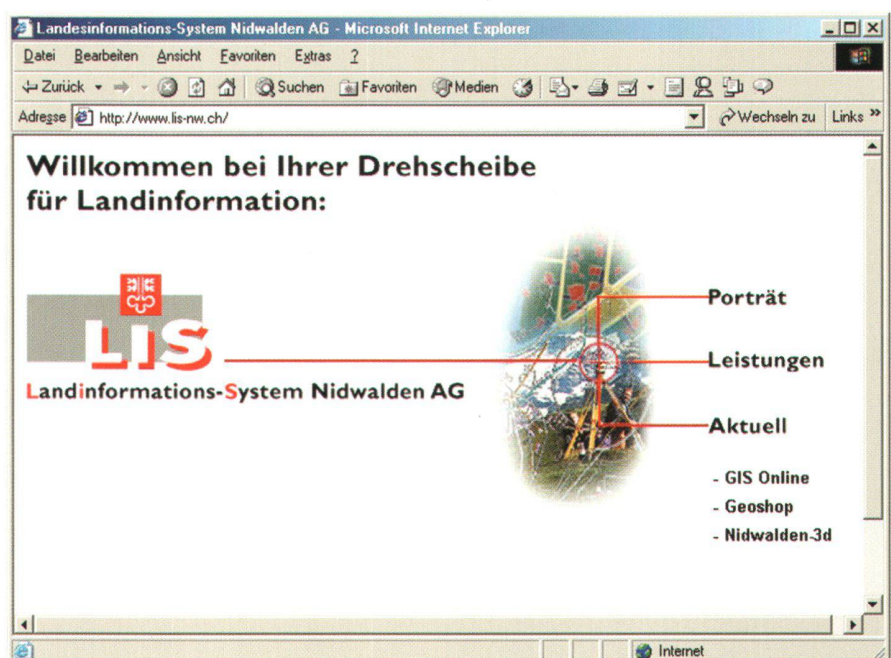 Landesinformations-System Nidwalden AG - Microsoft Internet Explorer
Datei Bearbeiten Ansicht Favoriten Extras ?
Zurück Suchen Favoriten Medien
Adresse http://www.lis-nw.ch/ Wechseln zu Links »
Willkommen bei Ihrer Drehscheibe
für Landinformation:
LIS
Landinformations-System Nidwalden AG
Porträt
Leistungen
Aktuell
- GIS Online
- Geoshop
- Nidwalden-3d
Internet